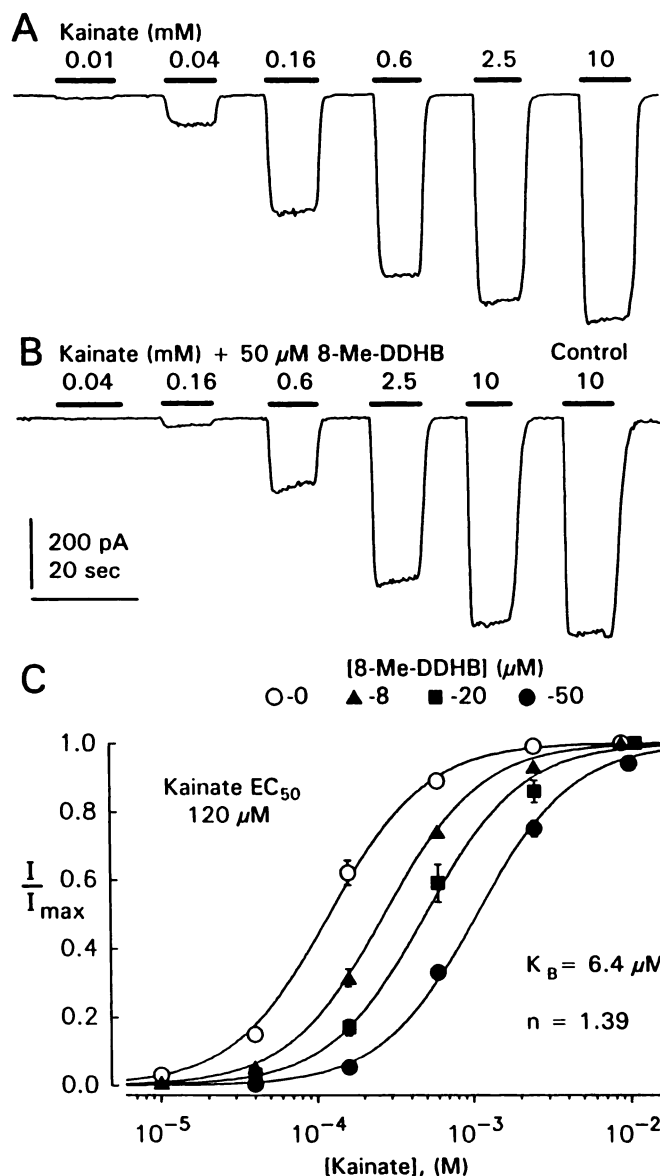 A
Kainate (mM)
0.01 0.04 0.16 0.6 2.5 10
B
Kainate (mM) + 50 µM 8-Me-DDHB Control
0.04 0.16 0.6 2.5 10 10
200 pA
20 sec
C
[8-Me-DDHB] (µM)
-0 -8 -20 -50
1.0
0.8
0.6
0.4
0.2
0.0
I
Imax
Kainate EC50
120 µM
KB = 6.4 µM
n = 1.39
10⁻⁵ 10⁻⁴ 10⁻³ 10⁻²
[Kainate], (M)